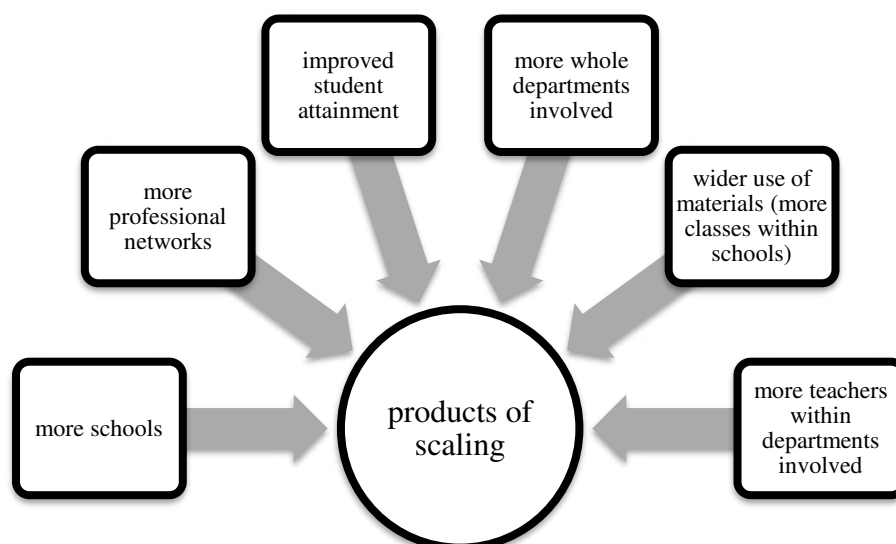 improved
student
attainment
more whole
departments
involved
more
professional
networks
wider use of
materials (more
classes within
schools)
more schools
products of
scaling
more teachers
within
departments
involved